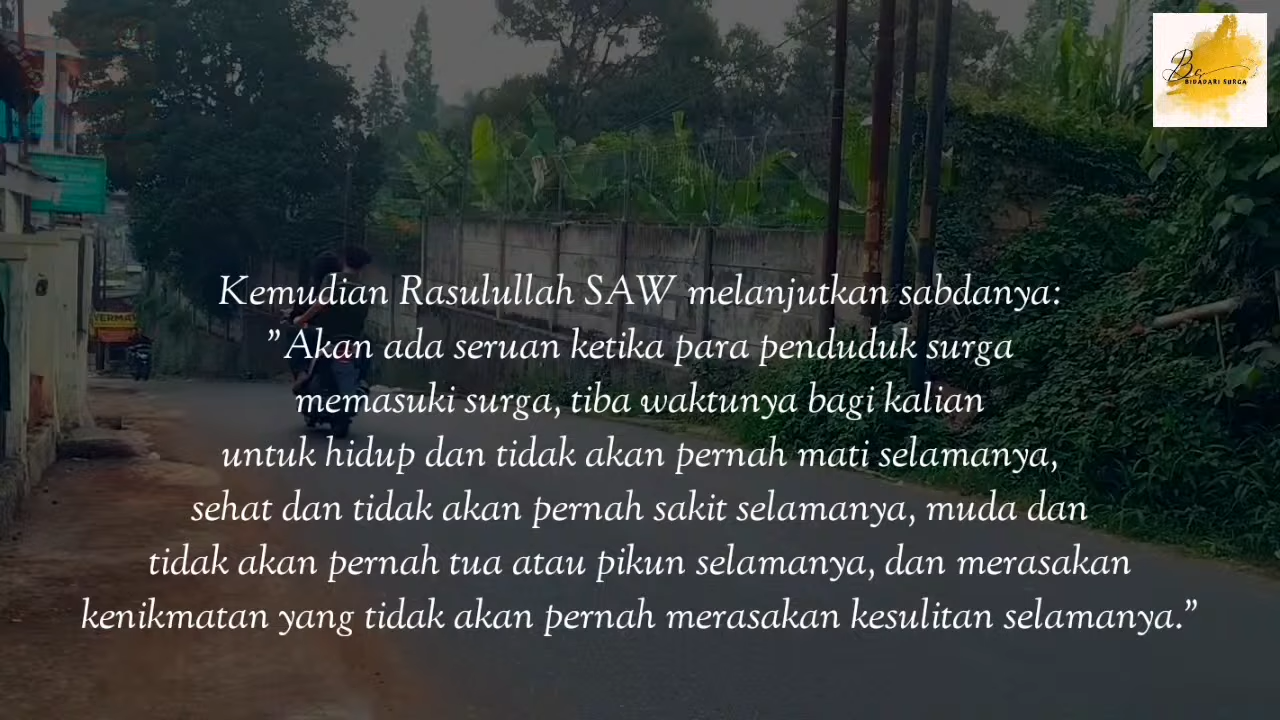 Bs
BIDADARI SURGA
Kemudian Rasulullah SAW melanjutkan sabdanya:
"Akan ada seruan ketika para penduduk surga
memasuki surga, tiba waktunya bagi kalian
untuk hidup dan tidak akan pernah mati selamanya,
sehat dan tidak akan pernah sakit selamanya, muda dan
tidak akan pernah tua atau pikun selamanya, dan merasakan
kenikmatan yang tidak akan pernah merasakan kesulitan selamanya."